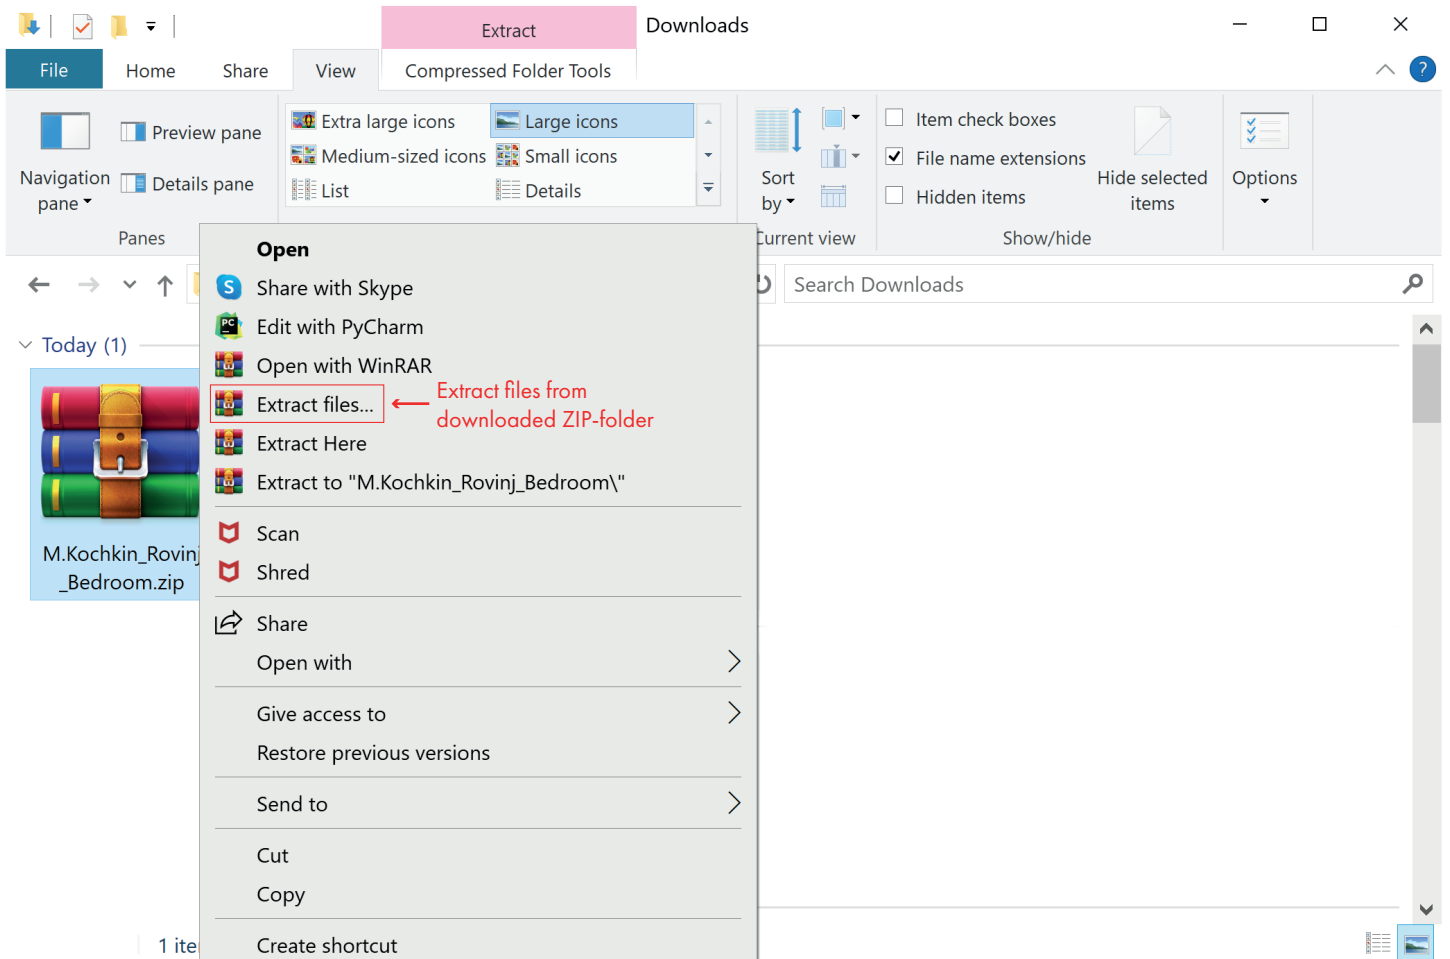 Extract
Downloads
File
Home
Share
View
Compressed Folder Tools
?
Navigation
pane
Preview pane
Details pane
Panes
Extra large icons
Large icons
Medium-sized icons
Small icons
List
Details
Sort
by
Current view
Item check boxes
File name extensions
Hidden items
Hide selected
items
Show/hide
Options
Search Downloads
Today (1)
M.Kochkin_Rovinj
_Bedroom.zip
Open
S
Share with Skype
PC
Edit with PyCharm
Open with WinRAR
Extract files...
Extract files from
downloaded ZIP-folder
Extract Here
Extract to "M.Kochkin_Rovinj_Bedroom\"
Scan
Shred
Share
Open with
Give access to
Restore previous versions
Send to
Cut
Copy
Create shortcut
1 ite